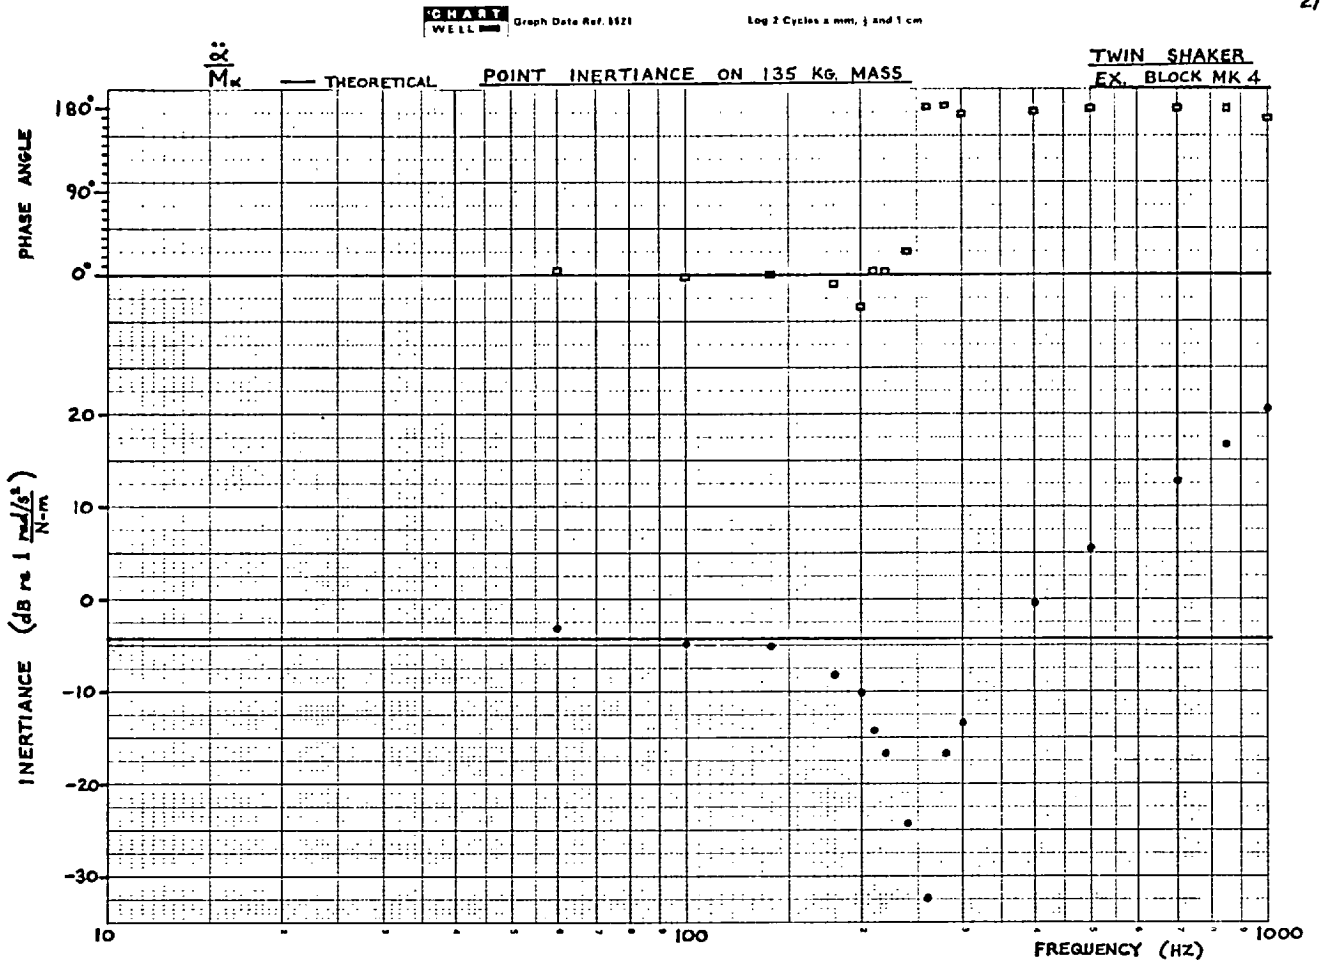 2/
CHART
WELL
Graph Data Ref. 5521
Log 2 Cycles x mm, ½ and 1 cm
α̈
Mα
THEORETICAL
POINT INERTIANCE ON 135 KG. MASS
TWIN SHAKER
EX. BLOCK MK 4
PHASE ANGLE
180°
90°
0°
INERTIANCE (dB re 1 rad/s² / N-m)
20
10
0
-10
-20
-30
10
100
1000
FREQUENCY (HZ)